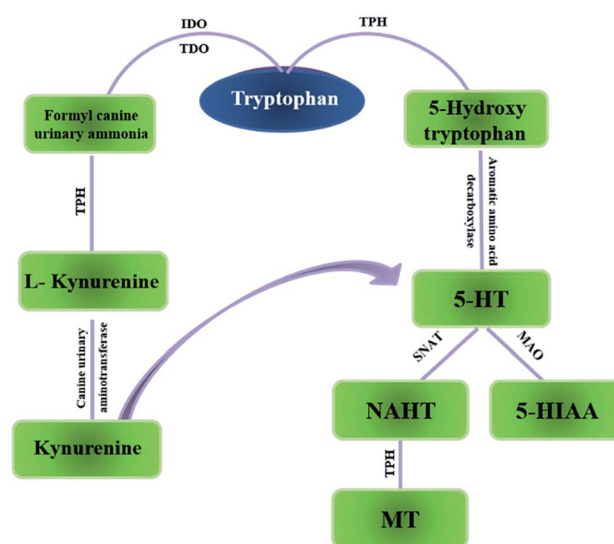 IDO
TDO
TPH
Tryptophan
Formyl canine
urinary ammonia
5-Hydroxy
tryptophan
TPH
Aromatic amino acid
decarboxylase
L- Kynurenine
5-HT
Canine urinary
aminotransferase
SNAT
MAO
Kynurenine
NAHT
5-HIAA
TPH
MT